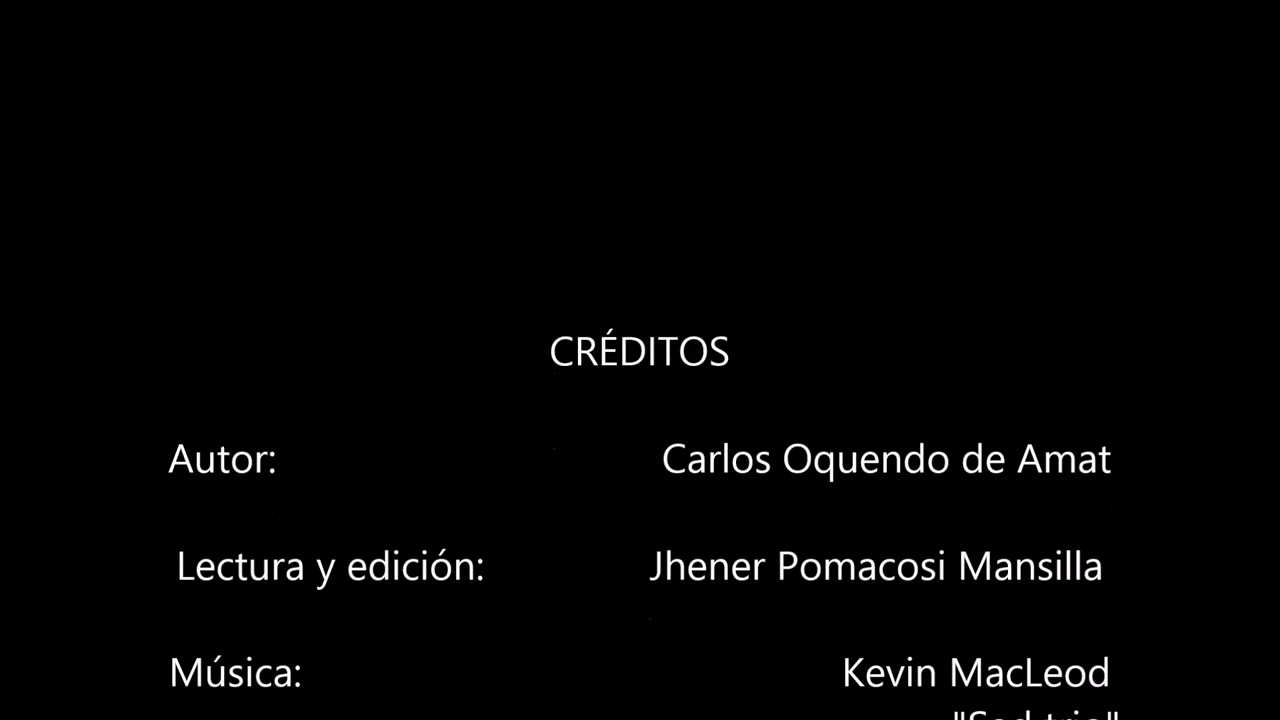 CRÉDITOS
Autor: Carlos Oquendo de Amat
Lectura y edición: Jhener Pomacosi Mansilla
Música: Kevin MacLeod